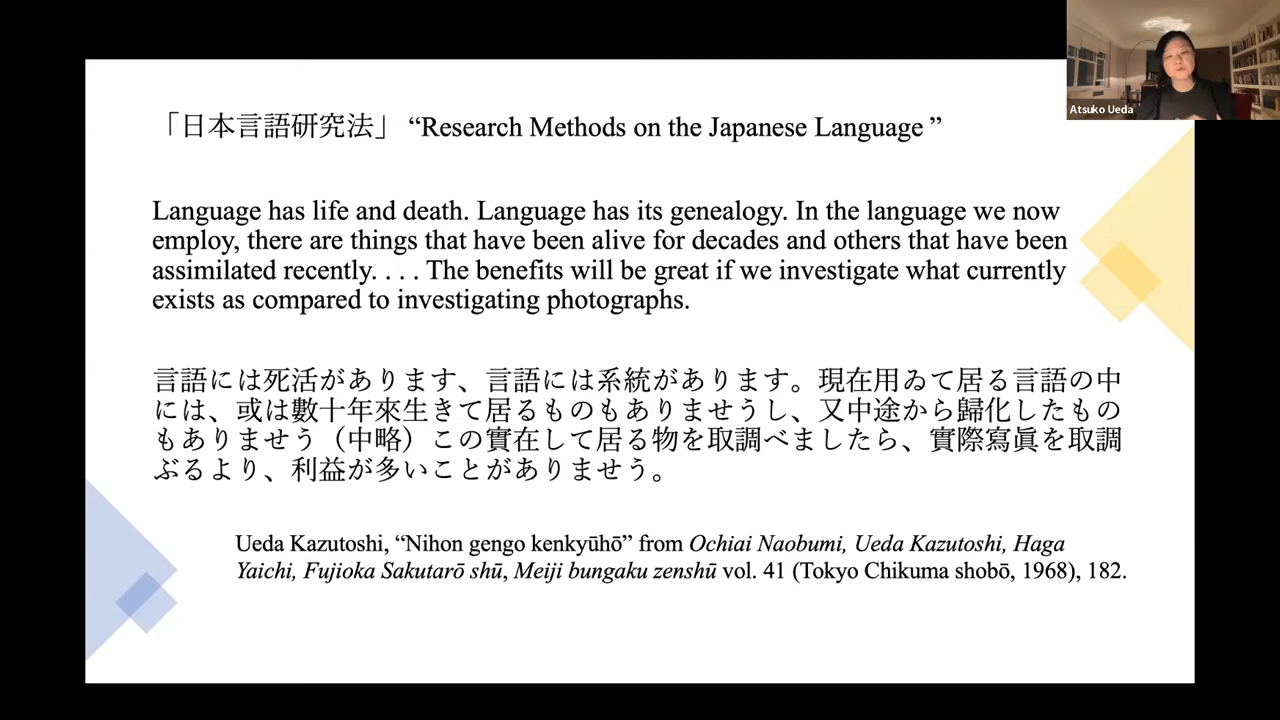 「日本言語研究法」 “Research Methods on the Japanese Language ”
Language has life and death. Language has its genealogy. In the language we now
employ, there are things that have been alive for decades and others that have been
assimilated recently. . . . The benefits will be great if we investigate what currently
exists as compared to investigating photographs.
言語には死活があります、言語には系統があります。現在用ゐて居る言語の中
には、或は數十年來生きて居るものもありませうし、又中途から歸化したもの
もありませう（中略）この實在して居る物を取調べましたら、實際寫眞を取調
ぶるより、利益が多いことがありませう。
Ueda Kazutoshi, “Nihon gengo kenkyūhō” from Ochiai Naobumi, Ueda Kazutoshi, Haga
Yaichi, Fujioka Sakutarō shū, Meiji bungaku zenshū vol. 41 (Tokyo Chikuma shobō, 1968), 182.
Atsuko Ueda